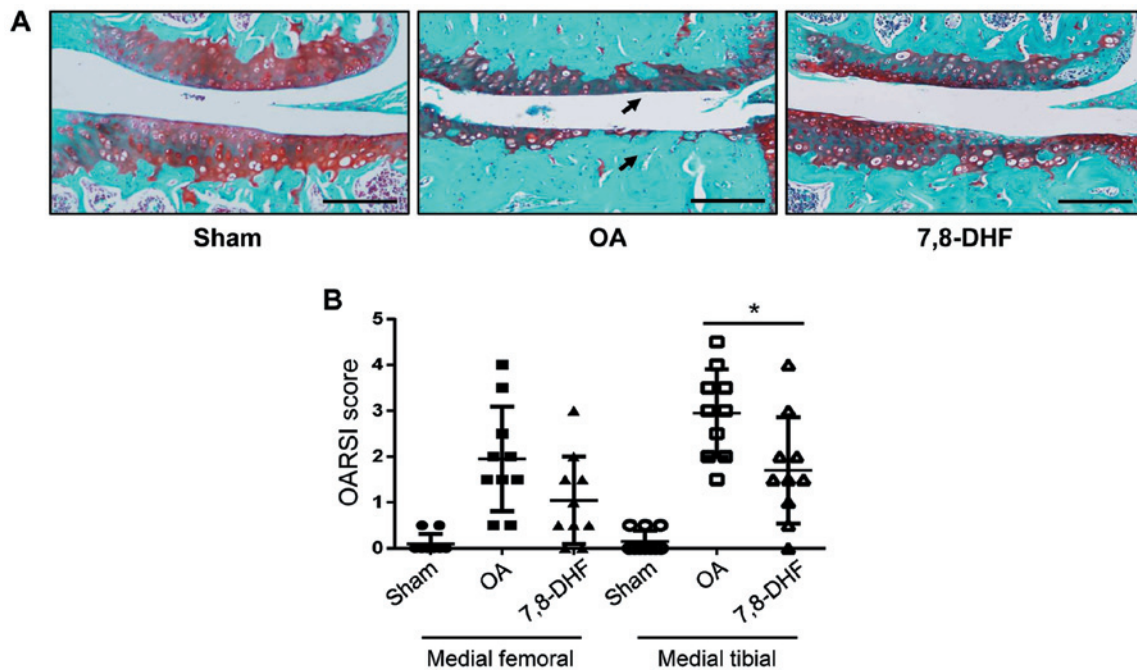 A
Sham
OA
7,8-DHF
B
*
OARSI score
5
4
3
2
1
0
Sham
OA
7,8-DHF
Sham
OA
7,8-DHF
Medial femoral
Medial tibial